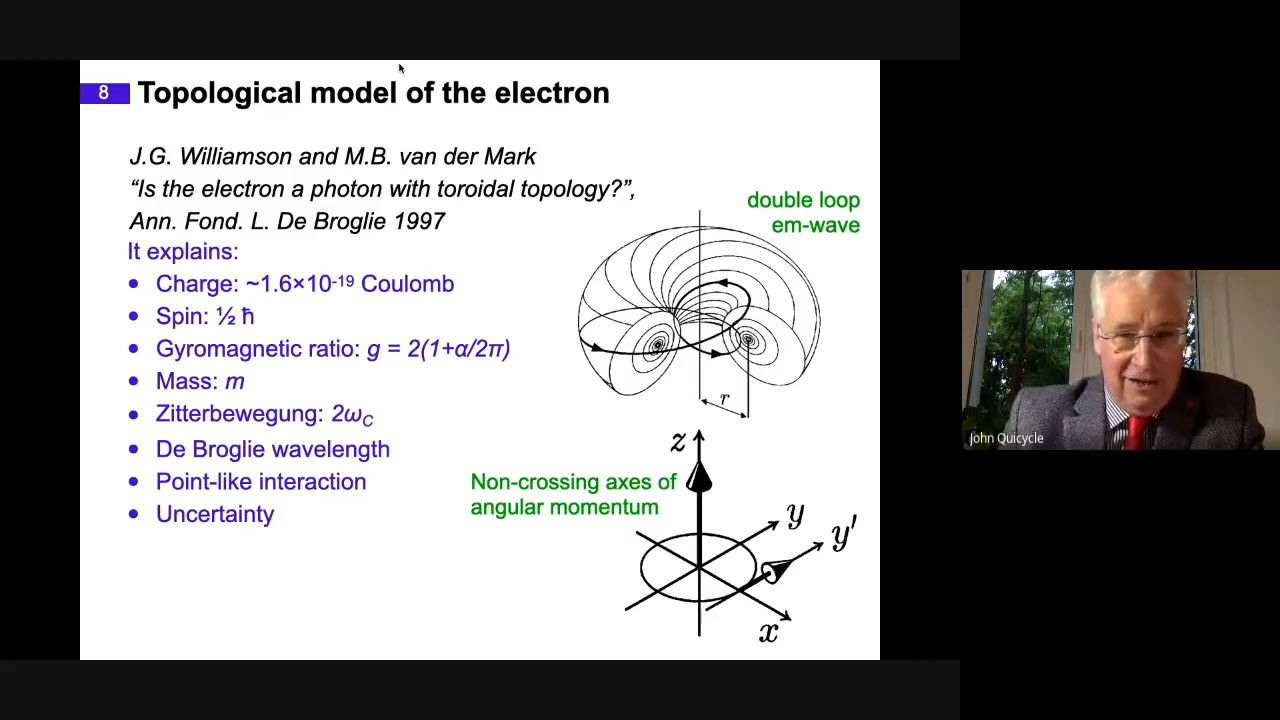 8 Topological model of the electron
J.G. Williamson and M.B. van der Mark
“Is the electron a photon with toroidal topology?”,
Ann. Fond. L. De Broglie 1997
It explains:
• Charge: ~1.6×10⁻¹⁹ Coulomb
• Spin: ½ ħ
• Gyromagnetic ratio: g = 2(1+α/2π)
• Mass: m
• Zitterbewegung: 2ω_C
• De Broglie wavelength
• Point-like interaction
• Uncertainty
double loop
em-wave
r
Non-crossing axes of
angular momentum
z
y
y'
x
John Quicycle